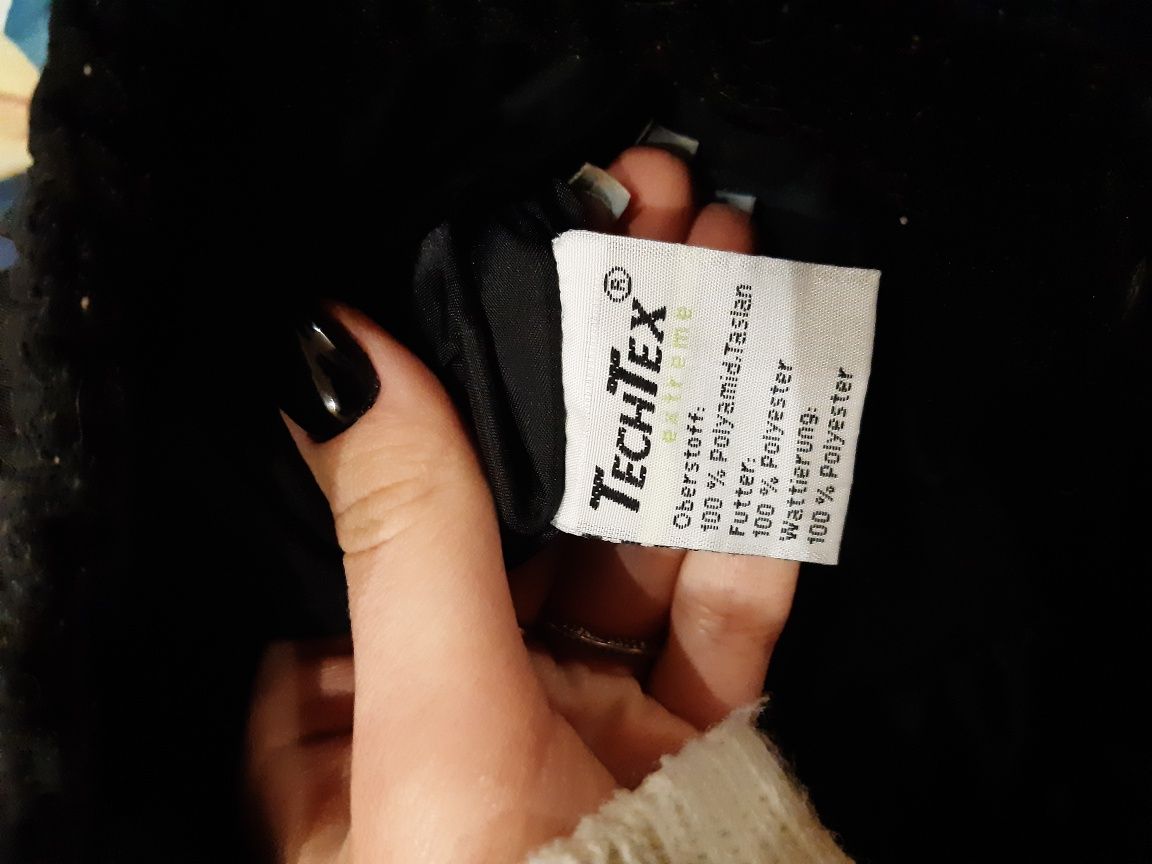 TECHTEX®
extreme
Oberstoff:
100 % Polyamid-Taslan
Futter:
100 % Polyester
Wattierung:
100 % Polyester